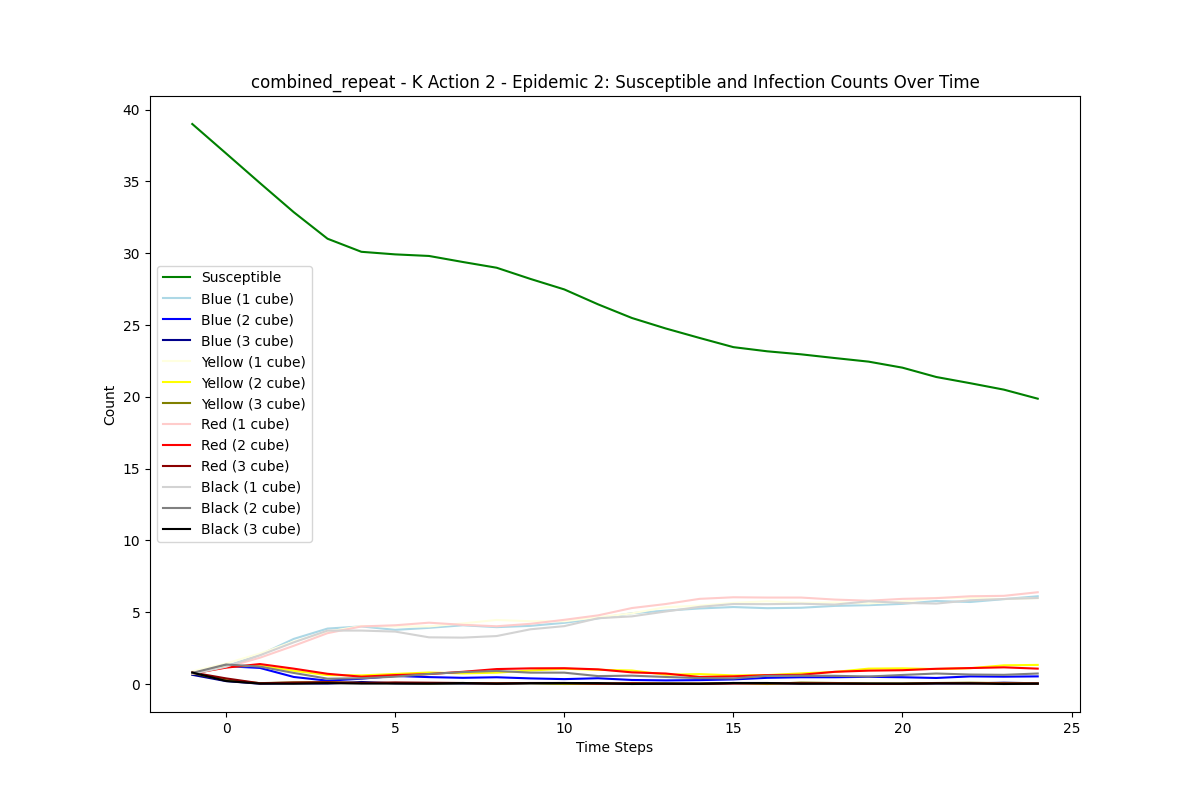 combined_repeat - K Action 2 - Epidemic 2: Susceptible and Infection Counts Over Time
40
35
30
25
20
15
10
5
0
Count
Susceptible
Blue (1 cube)
Blue (2 cube)
Blue (3 cube)
Yellow (1 cube)
Yellow (2 cube)
Yellow (3 cube)
Red (1 cube)
Red (2 cube)
Red (3 cube)
Black (1 cube)
Black (2 cube)
Black (3 cube)
0 5 10 15 20 25
Time Steps